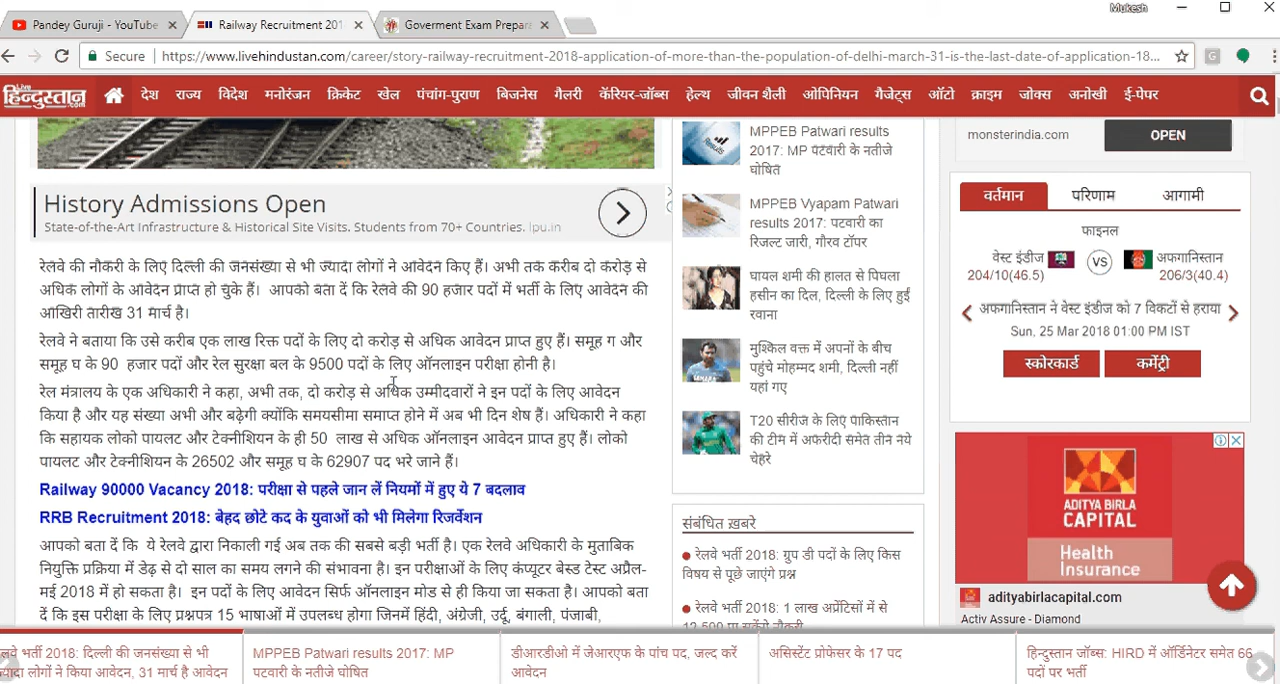 Mukesh
Pandey Guruji - YouTube
Railway Recruitment 201
Goverment Exam Prepara
Secure
https://www.livehindustan.com/career/story-railway-recruitment-2018-application-of-more-than-the-population-of-delhi-march-31-is-the-last-date-of-application-18...
Live हिन्दुस्तान .com
देश राज्य विदेश मनोरंजन क्रिकेट खेल पंचांग-पुराण बिजनेस गैलरी कॅरियर-जॉब्स हेल्थ जीवन शैली ओपिनियन गैजेट्स ऑटो क्राइम जोक्स अनोखी ई-पेपर
History Admissions Open
State-of-the-Art Infrastructure & Historical Site Visits. Students from 70+ Countries. lpu.in
रेलवे की नौकरी के लिए दिल्ली की जनसंख्या से भी ज्यादा लोगों ने आवेदन किए हैं। अभी तक करीब दो करोड़ से
अधिक लोगों के आवेदन प्राप्त हो चुके हैं। आपको बता दें कि रेलवे की 90 हजार पदों में भर्ती के लिए आवेदन की
आखिरी तारीख 31 मार्च है।
रेलवे ने बताया कि उसे करीब एक लाख रिक्त पदों के लिए दो करोड़ से अधिक आवेदन प्राप्त हुए हैं। समूह ग और
समूह घ के 90 हजार पदों और रेल सुरक्षा बल के 9500 पदों के लिए ऑनलाइन परीक्षा होनी है।
रेल मंत्रालय के एक अधिकारी ने कहा, अभी तक, दो करोड़ से अधिक उम्मीदवारों ने इन पदों के लिए आवेदन
किया है और यह संख्या अभी और बढ़ेगी क्योंकि समयसीमा समाप्त होने में अब भी दिन शेष हैं। अधिकारी ने कहा
कि सहायक लोको पायलट और टेक्नीशियन के ही 50 लाख से अधिक ऑनलाइन आवेदन प्राप्त हुए हैं। लोको
पायलट और टेक्नीशियन के 26502 और समूह घ के 62907 पद भरे जाने हैं।
Railway 90000 Vacancy 2018: परीक्षा से पहले जान लें नियमों में हुए ये 7 बदलाव
RRB Recruitment 2018: बेहद छोटे कद के युवाओं को भी मिलेगा रिजर्वेशन
आपको बता दें कि ये रेलवे द्वारा निकाली गई अब तक की सबसे बड़ी भर्ती है। एक रेलवे अधिकारी के मुताबिक
नियुक्ति प्रक्रिया में डेढ़ से दो साल का समय लगने की संभावना है। इन परीक्षाओं के लिए कंप्यूटर बेस्ड टेस्ट अप्रैल-
मई 2018 में हो सकता है। इन पदों के लिए आवेदन सिर्फ ऑनलाइन मोड से ही किया जा सकता है। आपको बता
दें कि इस परीक्षा के लिए प्रश्नपत्र 15 भाषाओं में उपलब्ध होगा जिनमें हिंदी, अंग्रेजी, उर्दू, बंगाली, पंजाबी,
MPPEB Patwari results
2017: MP पटवारी के नतीजे
घोषित
MPPEB Vyapam Patwari
results 2017: पटवारी का
रिजल्ट जारी, गौरव टॉपर
घायल शमी की हालत से पिघला
हसीन का दिल, दिल्ली के लिए हुईं
रवाना
मुश्किल वक्त में अपनों के बीच
पहुंचे मोहम्मद शमी, दिल्ली नहीं
यहां गए
T20 सीरीज के लिए पाकिस्तान
की टीम में अफरीदी समेत तीन नये
चेहरे
संबंधित ख़बरे
रेलवे भर्ती 2018: ग्रुप डी पदों के लिए किस
विषय से पूछे जाएंगे प्रश्न
रेलवे भर्ती 2018: 1 लाख अप्रेंटिसों में से
monsterindia.com
OPEN
वर्तमान परिणाम आगामी
फाइनल
वेस्ट इंडीज VS अफगानिस्तान
204/10(46.5) 206/3(40.4)
अफगानिस्तान ने वेस्ट इंडीज को 7 विकटों से हराया
Sun, 25 Mar 2018 01:00 PM IST
स्कोरकार्ड कमेंट्री
ADITYA BIRLA
CAPITAL
Health
Insurance
adityabirlacapital.com
Activ Assure - Diamond
लवे भर्ती 2018: दिल्ली की जनसंख्या से भी
ज्यादा लोगों ने किया आवेदन, 31 मार्च है आवेदन
MPPEB Patwari results 2017: MP
पटवारी के नतीजे घोषित
डीआरडीओ में जेआरएफ के पांच पद, जल्द करें
आवेदन
असिस्टेंट प्रोफेसर के 17 पद
हिन्दुस्तान जॉब्स: HIRD में ऑर्डिनेटर समेत 66
पदों पर भर्ती